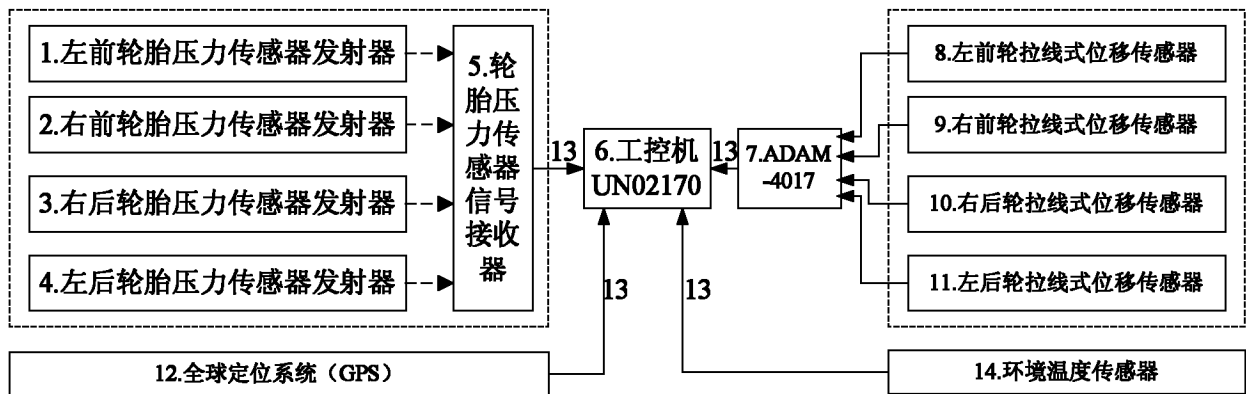 1.左前轮胎压力传感器发射器
2.右前轮胎压力传感器发射器
3.右后轮胎压力传感器发射器
4.左后轮胎压力传感器发射器
5.轮
胎压
力传
感器
信号
接收
器
13
6.工控机
UN02170
13
7.ADAM
-4017
8.左前轮拉线式位移传感器
9.右前轮拉线式位移传感器
10.右后轮拉线式位移传感器
11.左后轮拉线式位移传感器
13
13
12.全球定位系统（GPS）
14.环境温度传感器